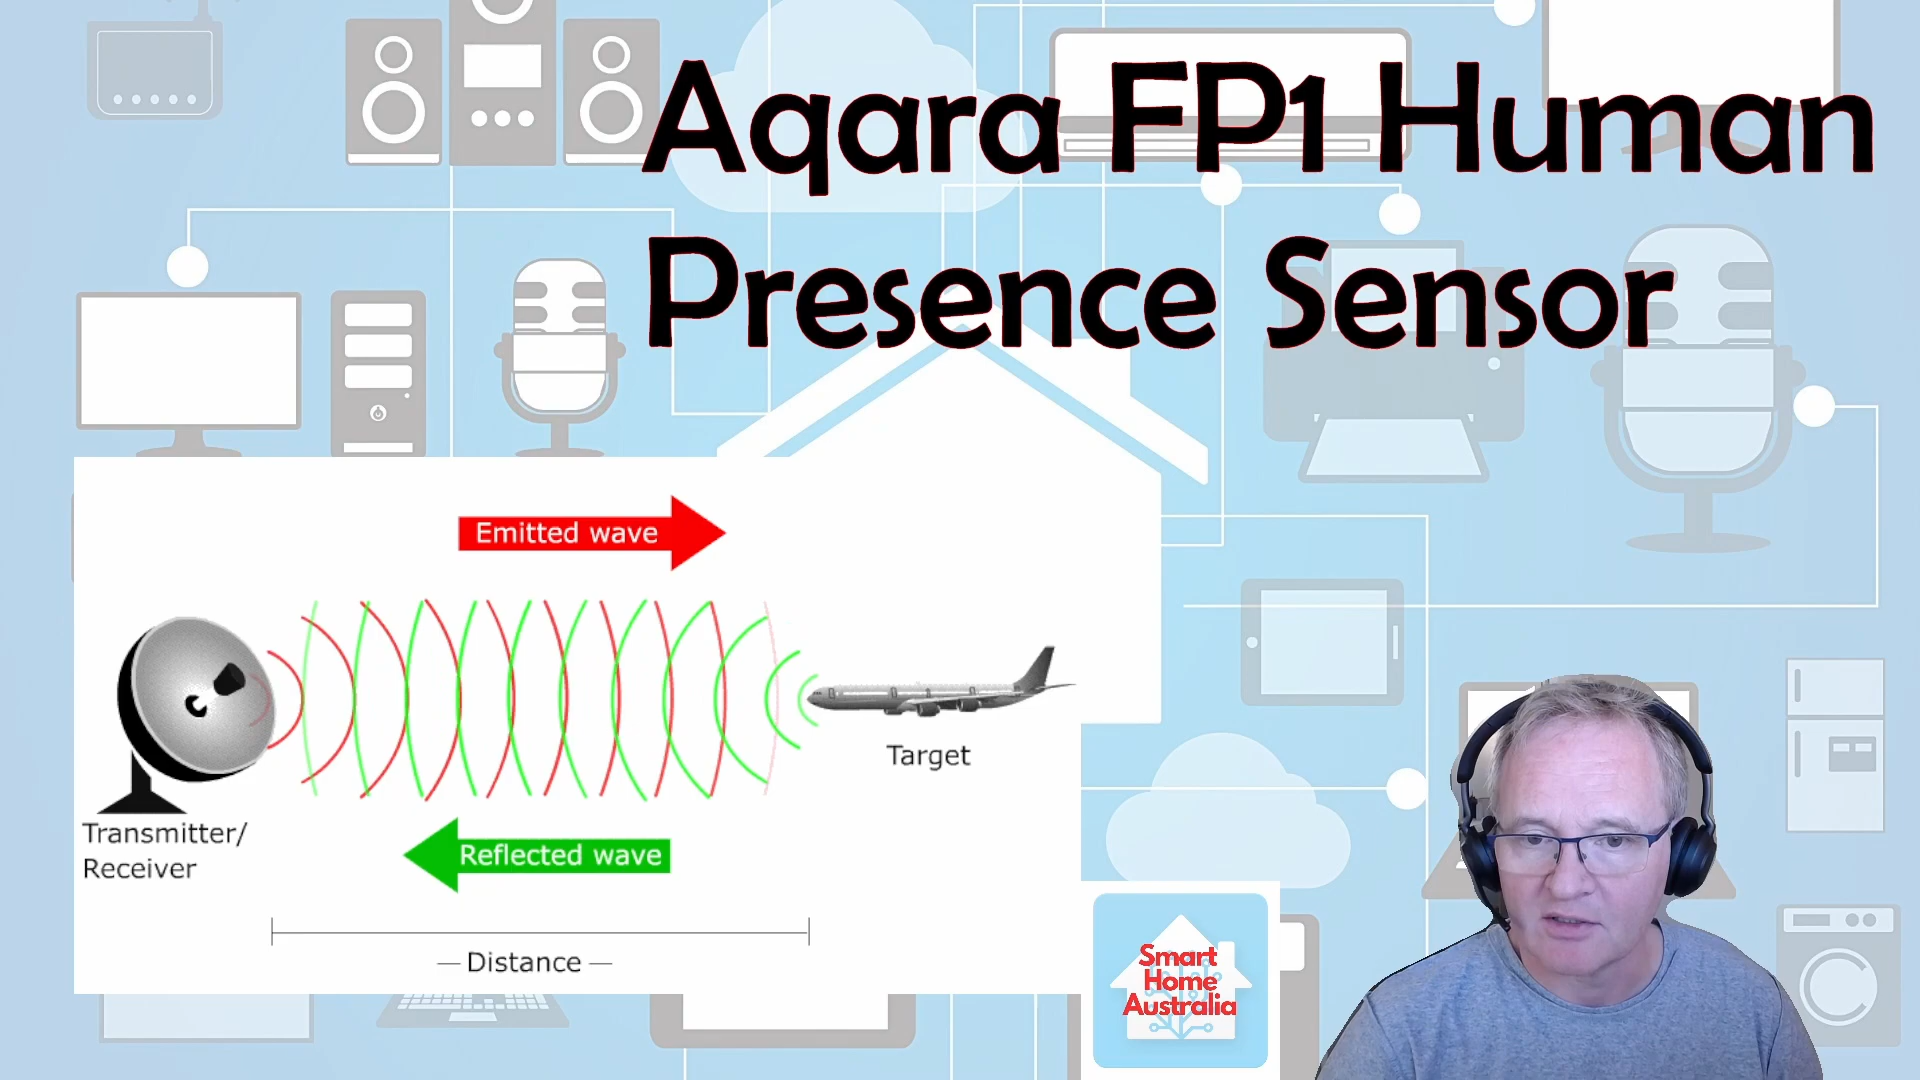 Aqara FP1 Human
Presence Sensor
Emitted wave
Target
Transmitter/
Receiver
Reflected wave
Distance
Smart
Home
Australia